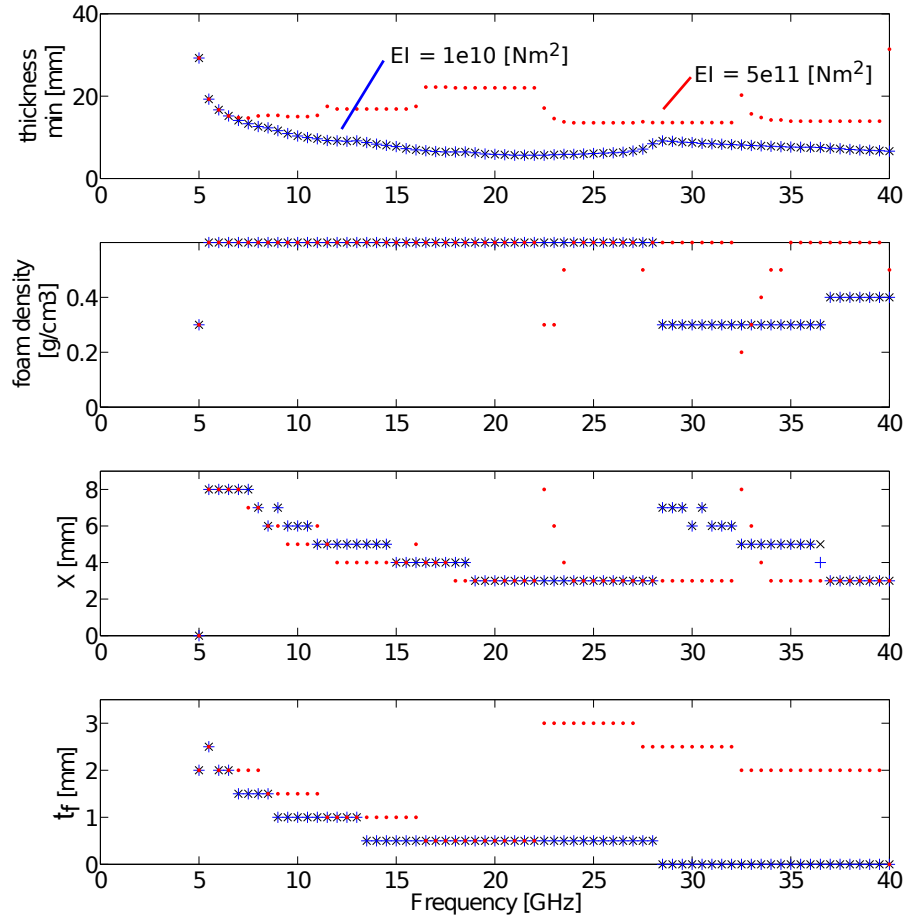 40
EI = 1e10 [Nm²]
EI = 5e11 [Nm²]
thickness
min [mm]
20
0
0 5 10 15 20 25 30 35 40
foam density
[g/cm3]
0.4
0.2
0
0 5 10 15 20 25 30 35 40
X [mm]
8
6
4
2
0
0 5 10 15 20 25 30 35 40
t_f [mm]
3
2
1
0
0 5 10 15 20 25 30 35 40
Frequency [GHz]